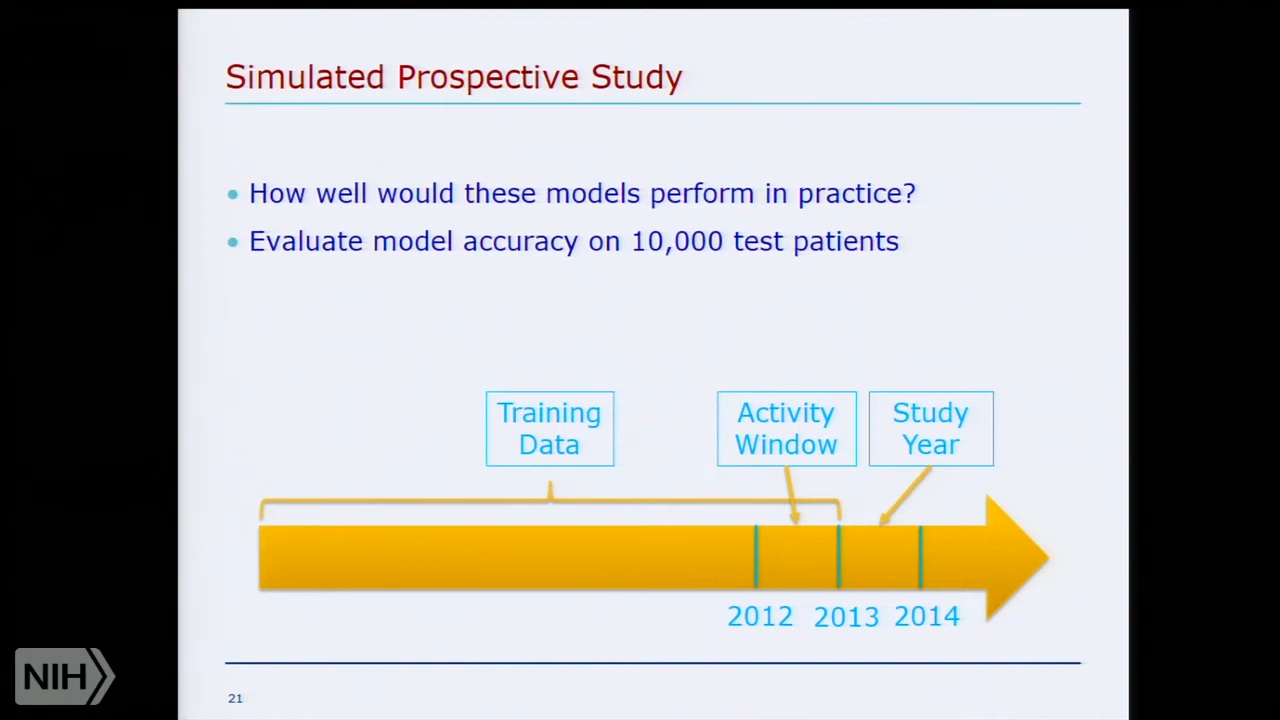 Simulated Prospective Study
How well would these models perform in practice?
Evaluate model accuracy on 10,000 test patients
Training
Data
Activity
Window
Study
Year
2012
2013
2014
NIH
21